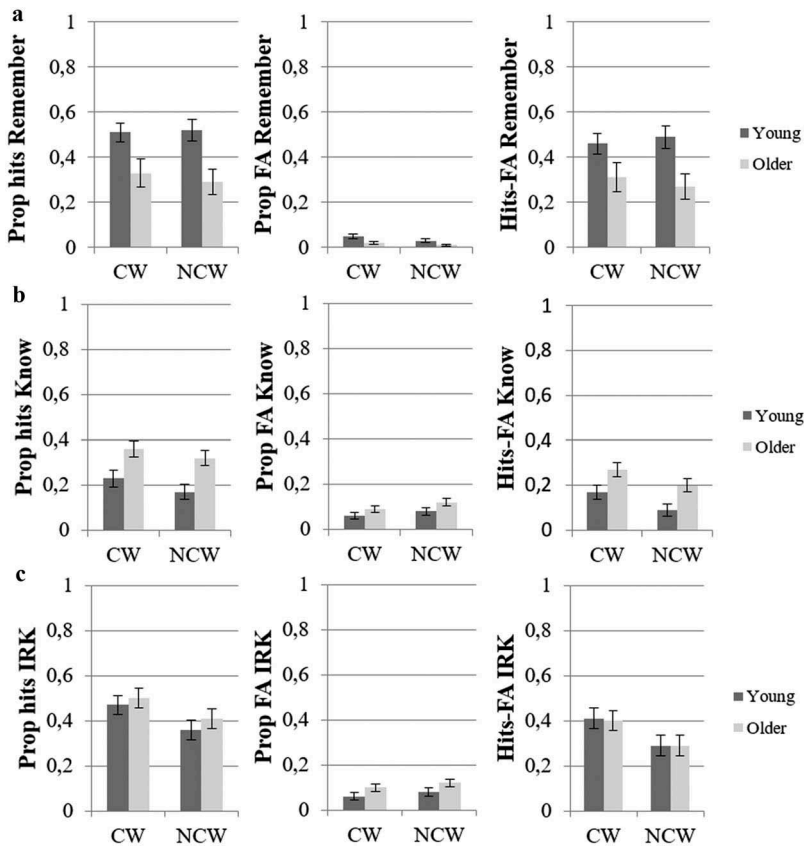 a
Prop hits Remember
1
0,8
0,6
0,4
0,2
0
CW NCW
Prop FA Remember
1
0,8
0,6
0,4
0,2
0
CW NCW
Hits-FA Remember
1
0,8
0,6
0,4
0,2
0
CW NCW
Young
Older
b
Prop hits Know
1
0,8
0,6
0,4
0,2
0
CW NCW
Prop FA Know
1
0,8
0,6
0,4
0,2
0
CW NCW
Hits-FA Know
1
0,8
0,6
0,4
0,2
0
CW NCW
Young
Older
c
Prop hits IRK
1
0,8
0,6
0,4
0,2
0
CW NCW
Prop FA IRK
1
0,8
0,6
0,4
0,2
0
CW NCW
Hits-FA IRK
1
0,8
0,6
0,4
0,2
0
CW NCW
Young
Older